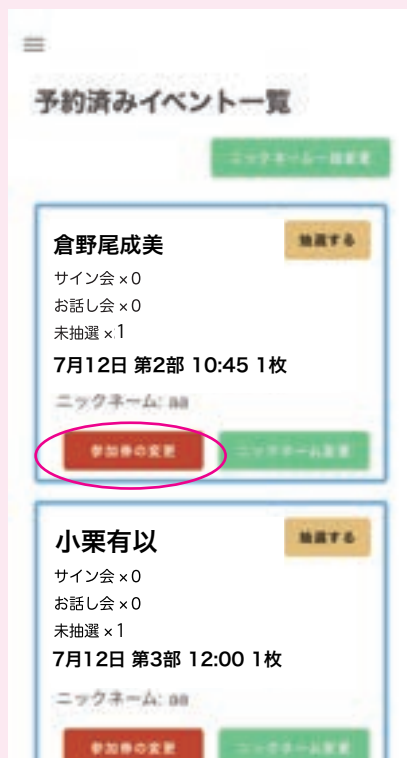 予約済みイベント一覧
ニックネーム一括変更
倉野尾成美
抽選する
サイン会×0
お話し会×0
未抽選×1
7月12日 第2部 10:45 1枚
ニックネーム: aa
参加券の変更
ニックネーム変更
小栗有以
抽選する
サイン会×0
お話し会×0
未抽選×1
7月12日 第3部 12:00 1枚
ニックネーム: aa
参加券の変更
ニックネーム変更